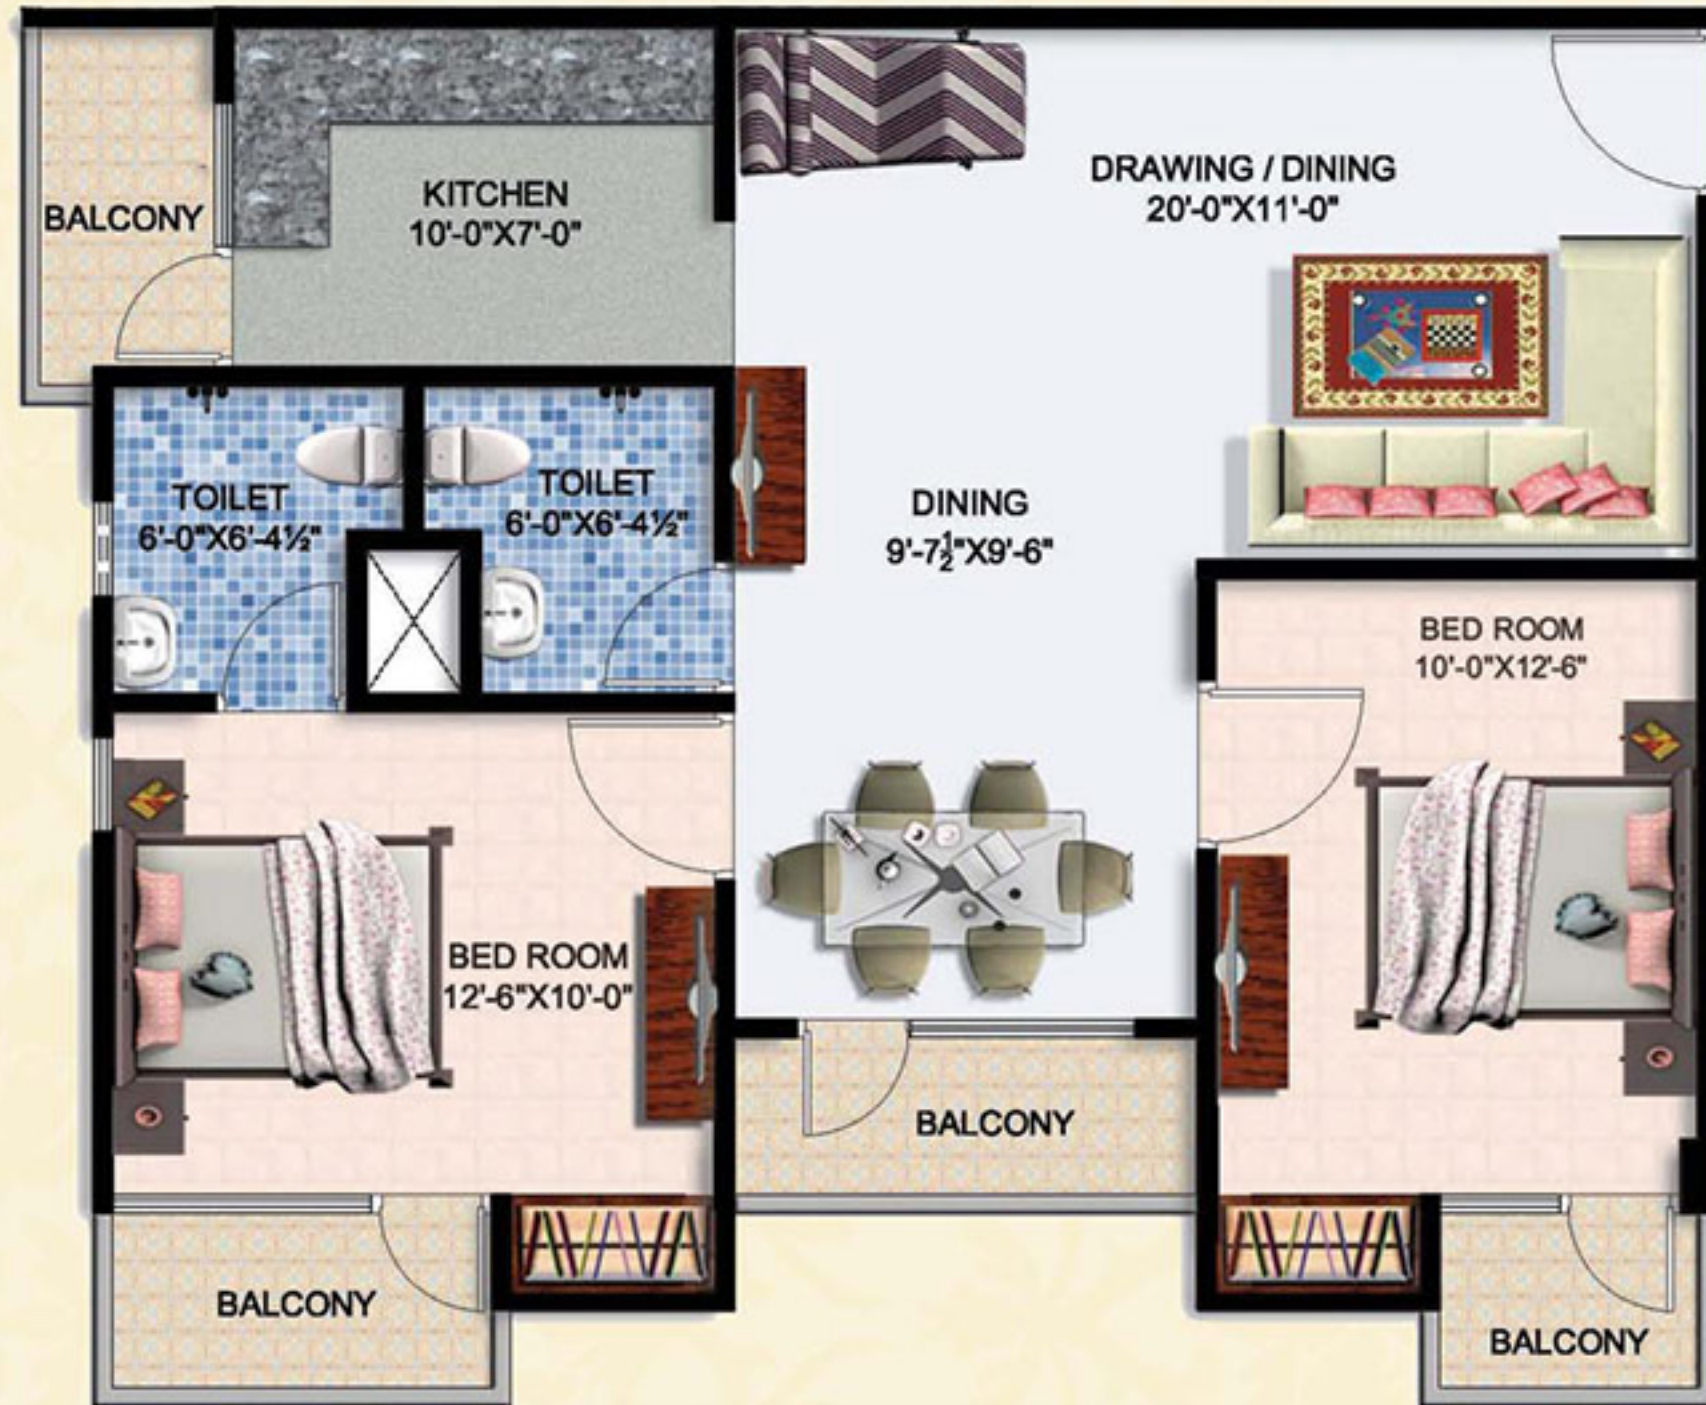 BALCONY
KITCHEN
10'-0"X7'-0"
DRAWING / DINING
20'-0"X11'-0"
TOILET
6'-0"X6'-4½"
TOILET
6'-0"X6'-4½"
DINING
9'-7½"X9'-6"
BED ROOM
10'-0"X12'-6"
BED ROOM
12'-6"X10'-0"
BALCONY
BALCONY
BALCONY